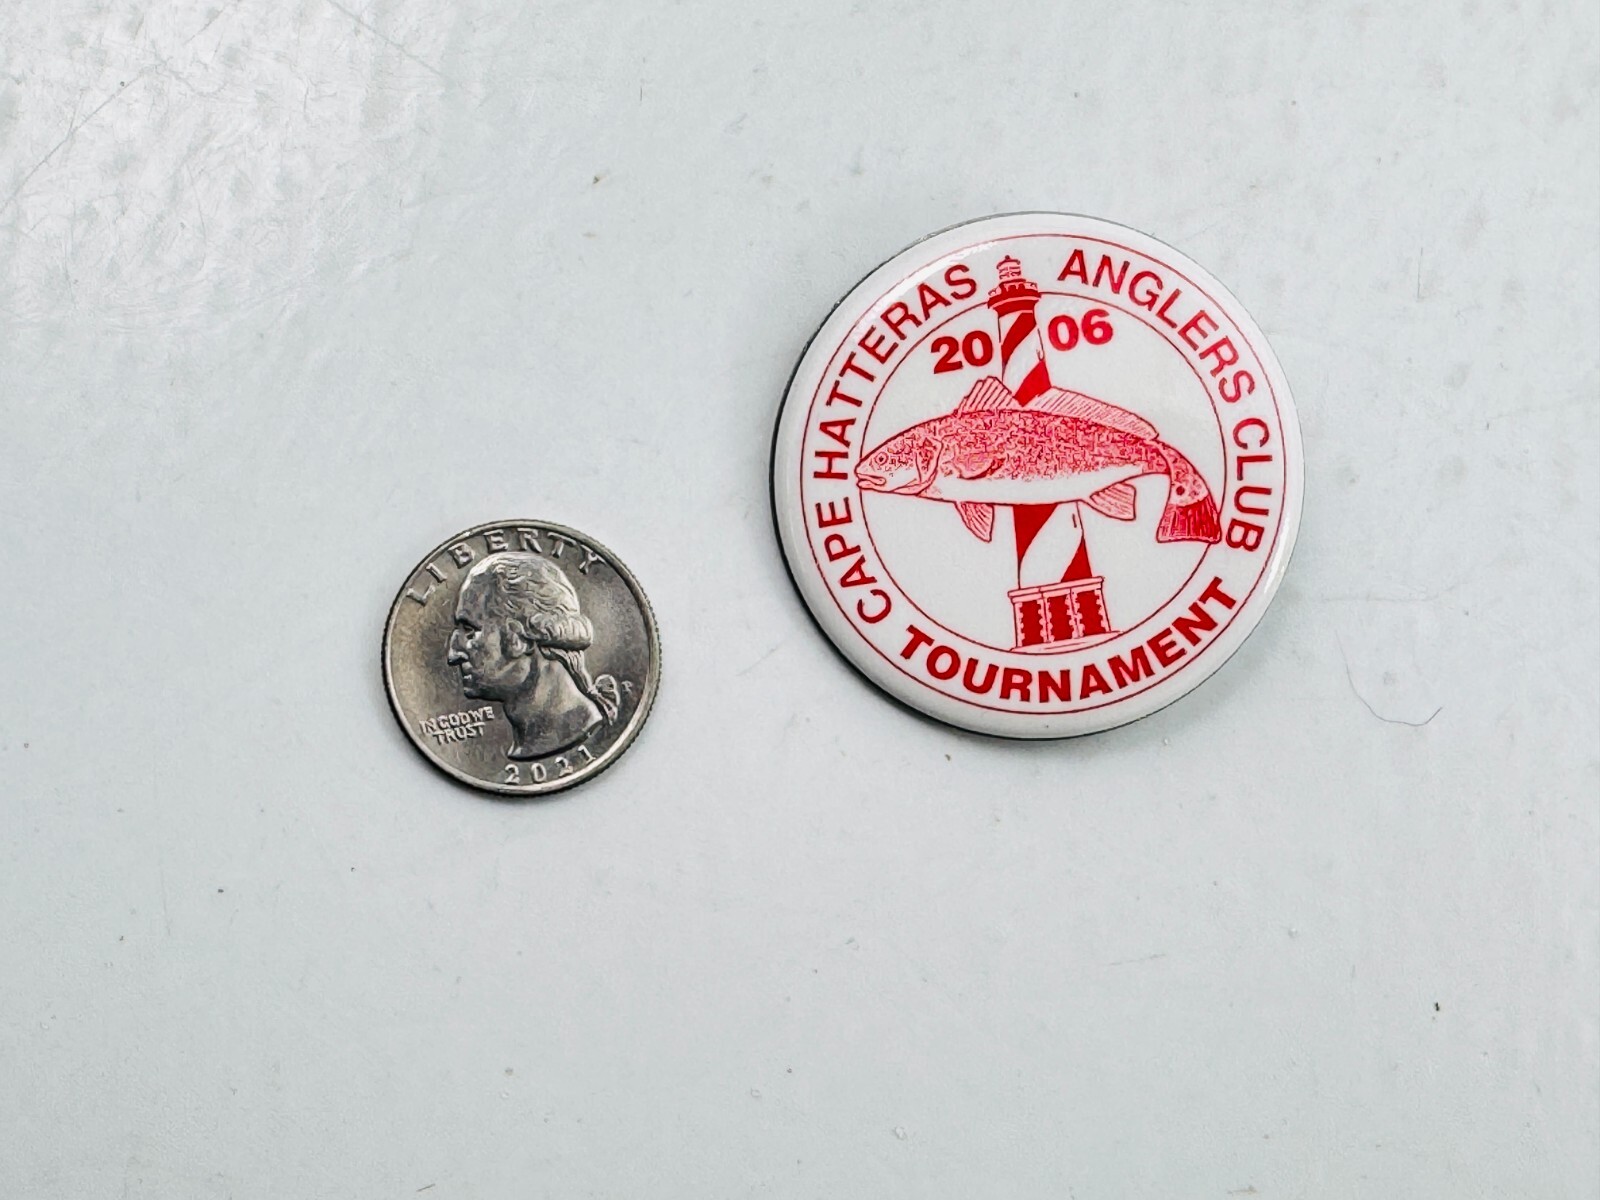 LIBERTY
IN GOD WE
TRUST
2021
P
CAPE HATTERAS ANGLERS CLUB
2006
TOURNAMENT